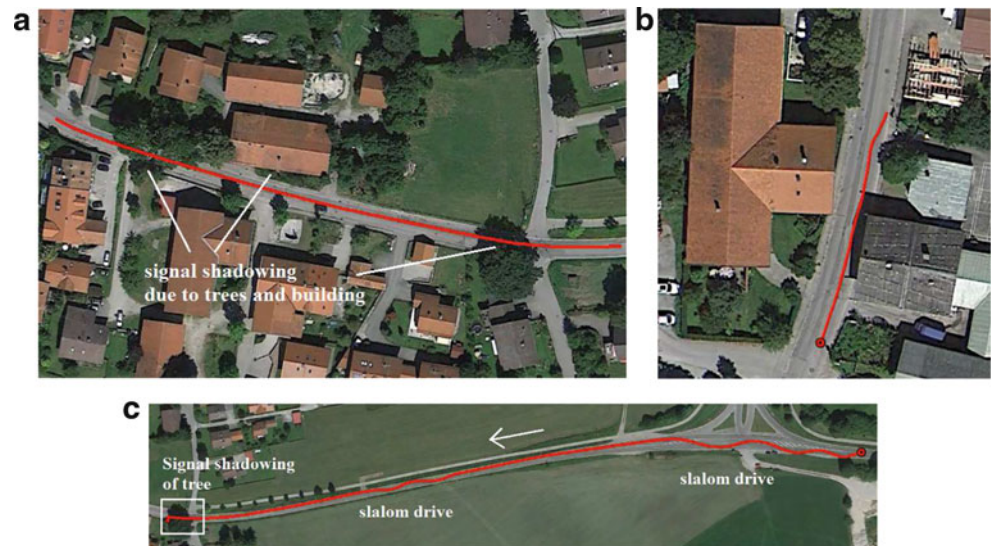 a
b
signal shadowing
due to trees and building
c
Signal shadowing
of tree
slalom drive
slalom drive